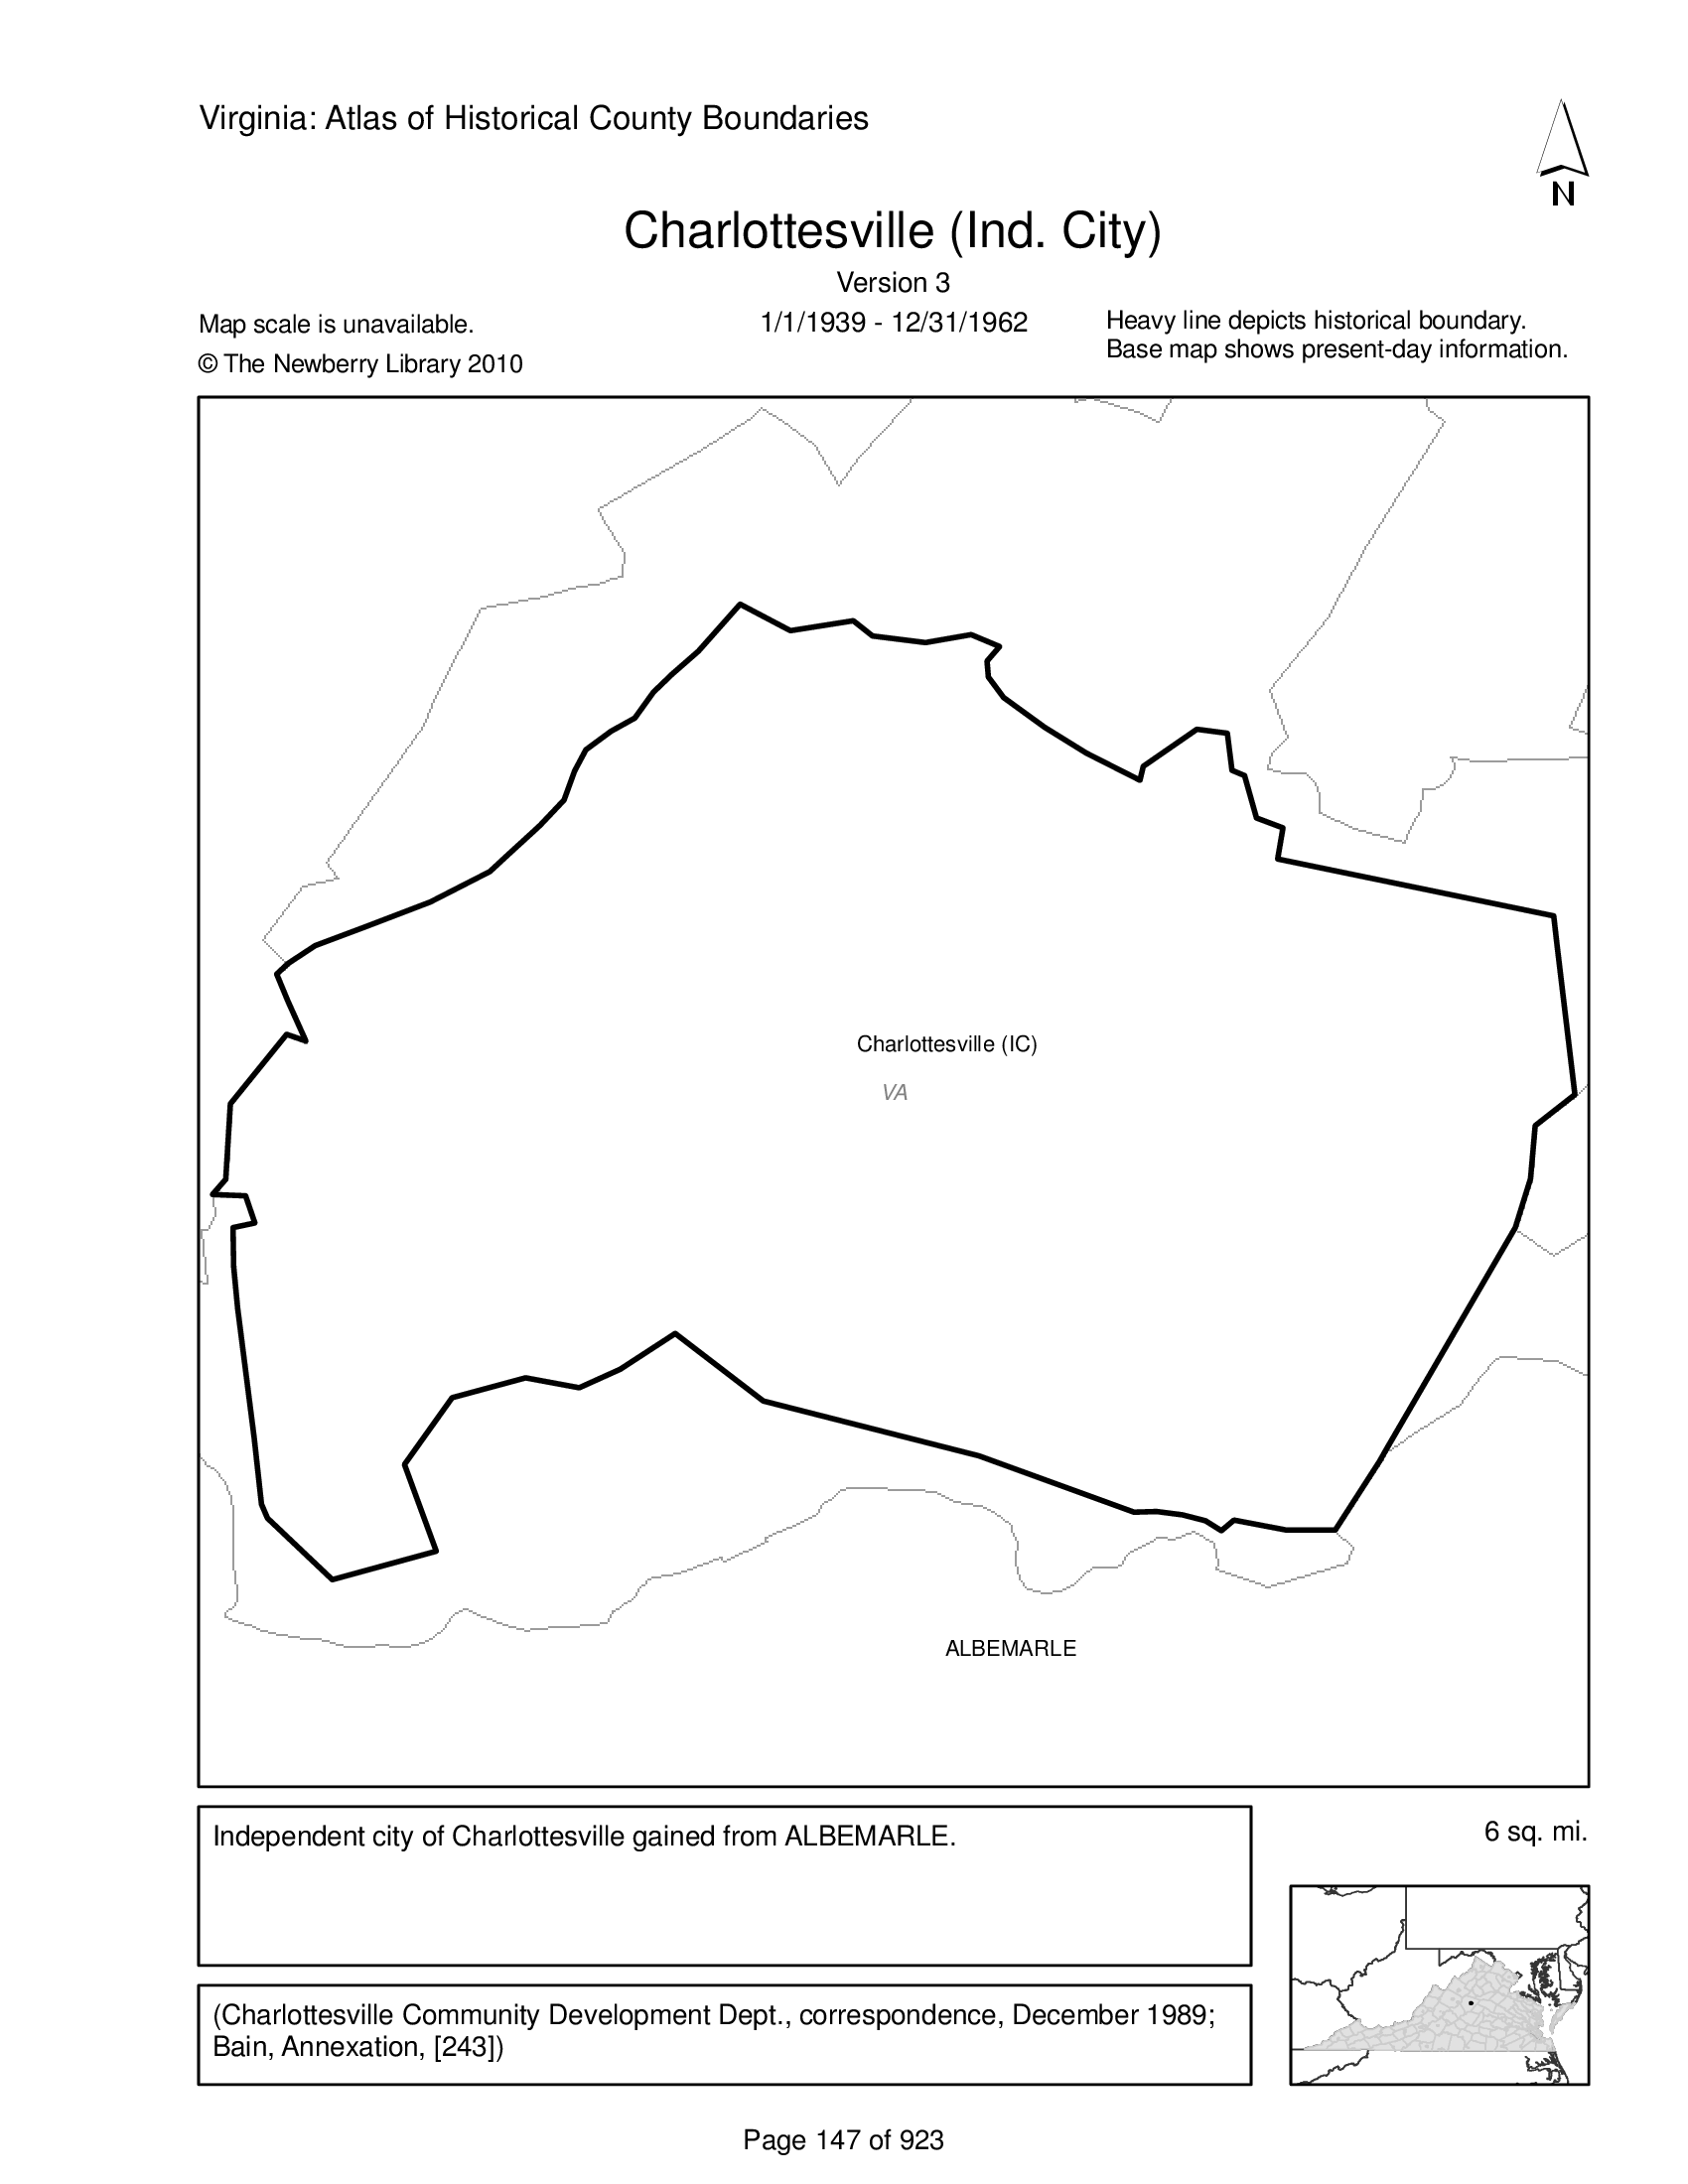 Virginia: Atlas of Historical County Boundaries
N
Charlottesville (Ind. City)
Version 3
Map scale is unavailable.
1/1/1939 - 12/31/1962
Heavy line depicts historical boundary.
© The Newberry Library 2010
Base map shows present-day information.
Charlottesville (IC)
VA
ALBEMARLE
Independent city of Charlottesville gained from ALBEMARLE.
6 sq. mi.
(Charlottesville Community Development Dept., correspondence, December 1989;
Bain, Annexation, [243])
Page 147 of 923